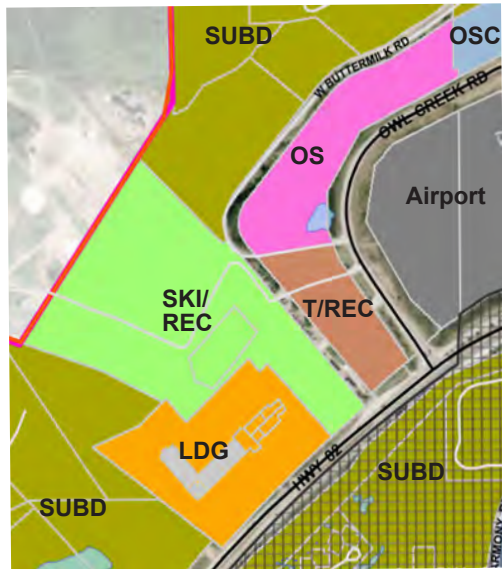 SUBD
OSC
W BUTTERMILK RD
OWL CREEK RD
OS
Airport
SKI/
REC
T/REC
LDG
HWY 82
SUBD
SUBD